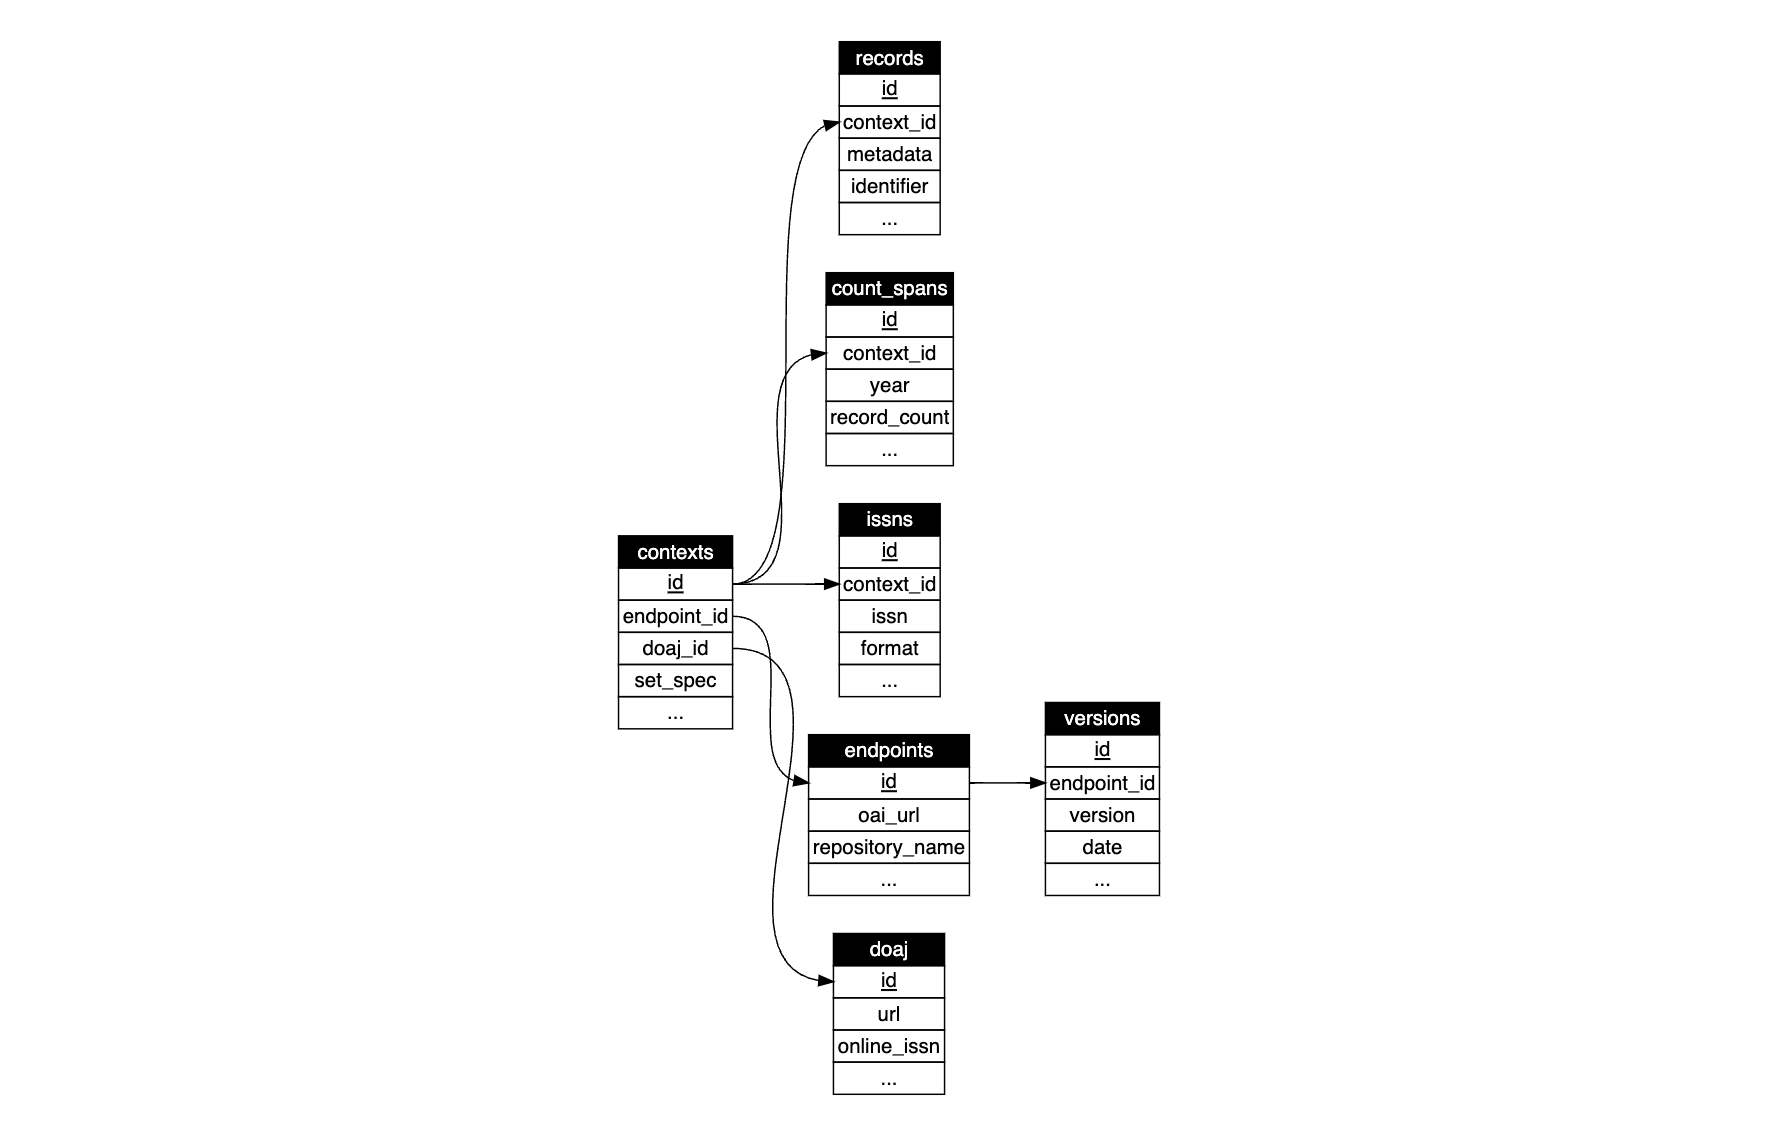 records
id
context_id
metadata
identifier
...
count_spans
id
context_id
year
record_count
...
issns
id
context_id
issn
format
...
contexts
id
endpoint_id
doaj_id
set_spec
...
endpoints
id
oai_url
repository_name
...
versions
id
endpoint_id
version
date
...
doaj
id
url
online_issn
...